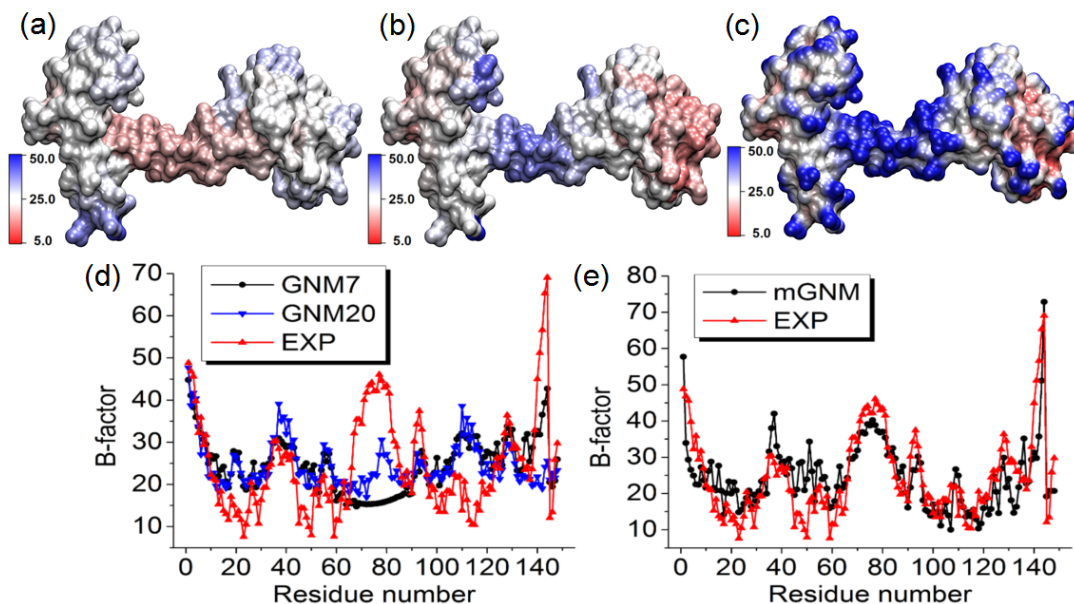 (a) (b) (c)
50.0 50.0 50.0
25.0 25.0 25.0
5.0 5.0 5.0
(d) (e)
70 80
60 70
50 60
40 50
30 40
20 30
10 20
10
GNM7
GNM20
EXP
mGNM
EXP
B-factor
B-factor
0 20 40 60 80 100 120 140
0 20 40 60 80 100 120 140
Residue number
Residue number